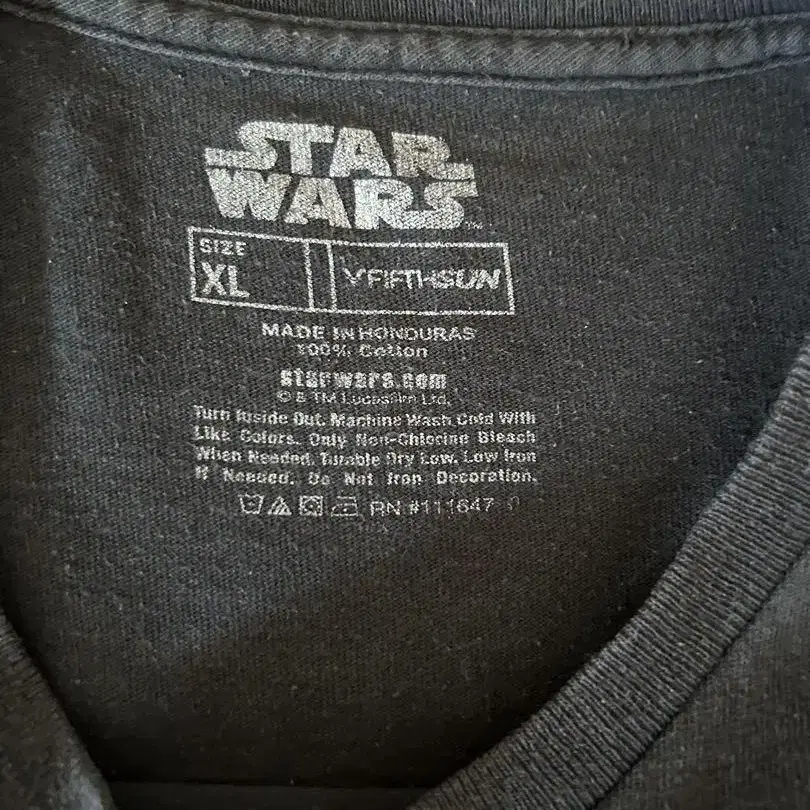 STAR
WARS™
SIZE
XL
FIFTHSUN
MADE IN HONDURAS
100% Cotton
starwars.com
© & TM Lucasfilm Ltd.
Turn Inside Out. Machine Wash Cold With
Like Colors. Only Non-Chlorine Bleach
When Needed. Tumble Dry Low. Low Iron
If Needed. Do Not Iron Decoration.
RN #111647